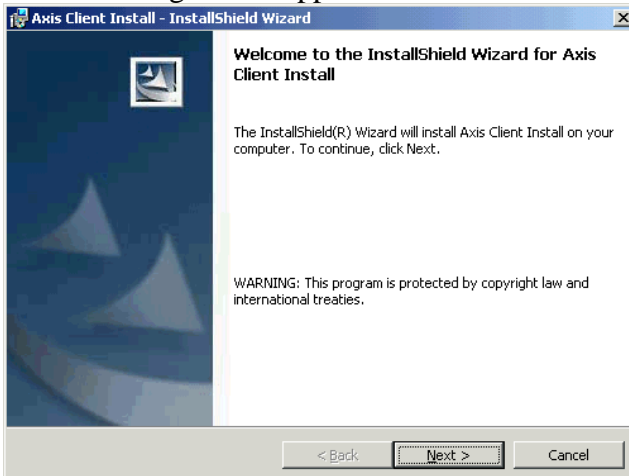 Axis Client Install - InstallShield Wizard
Welcome to the InstallShield Wizard for Axis
Client Install
The InstallShield(R) Wizard will install Axis Client Install on your
computer. To continue, click Next.
WARNING: This program is protected by copyright law and
international treaties.
< Back
Next >
Cancel